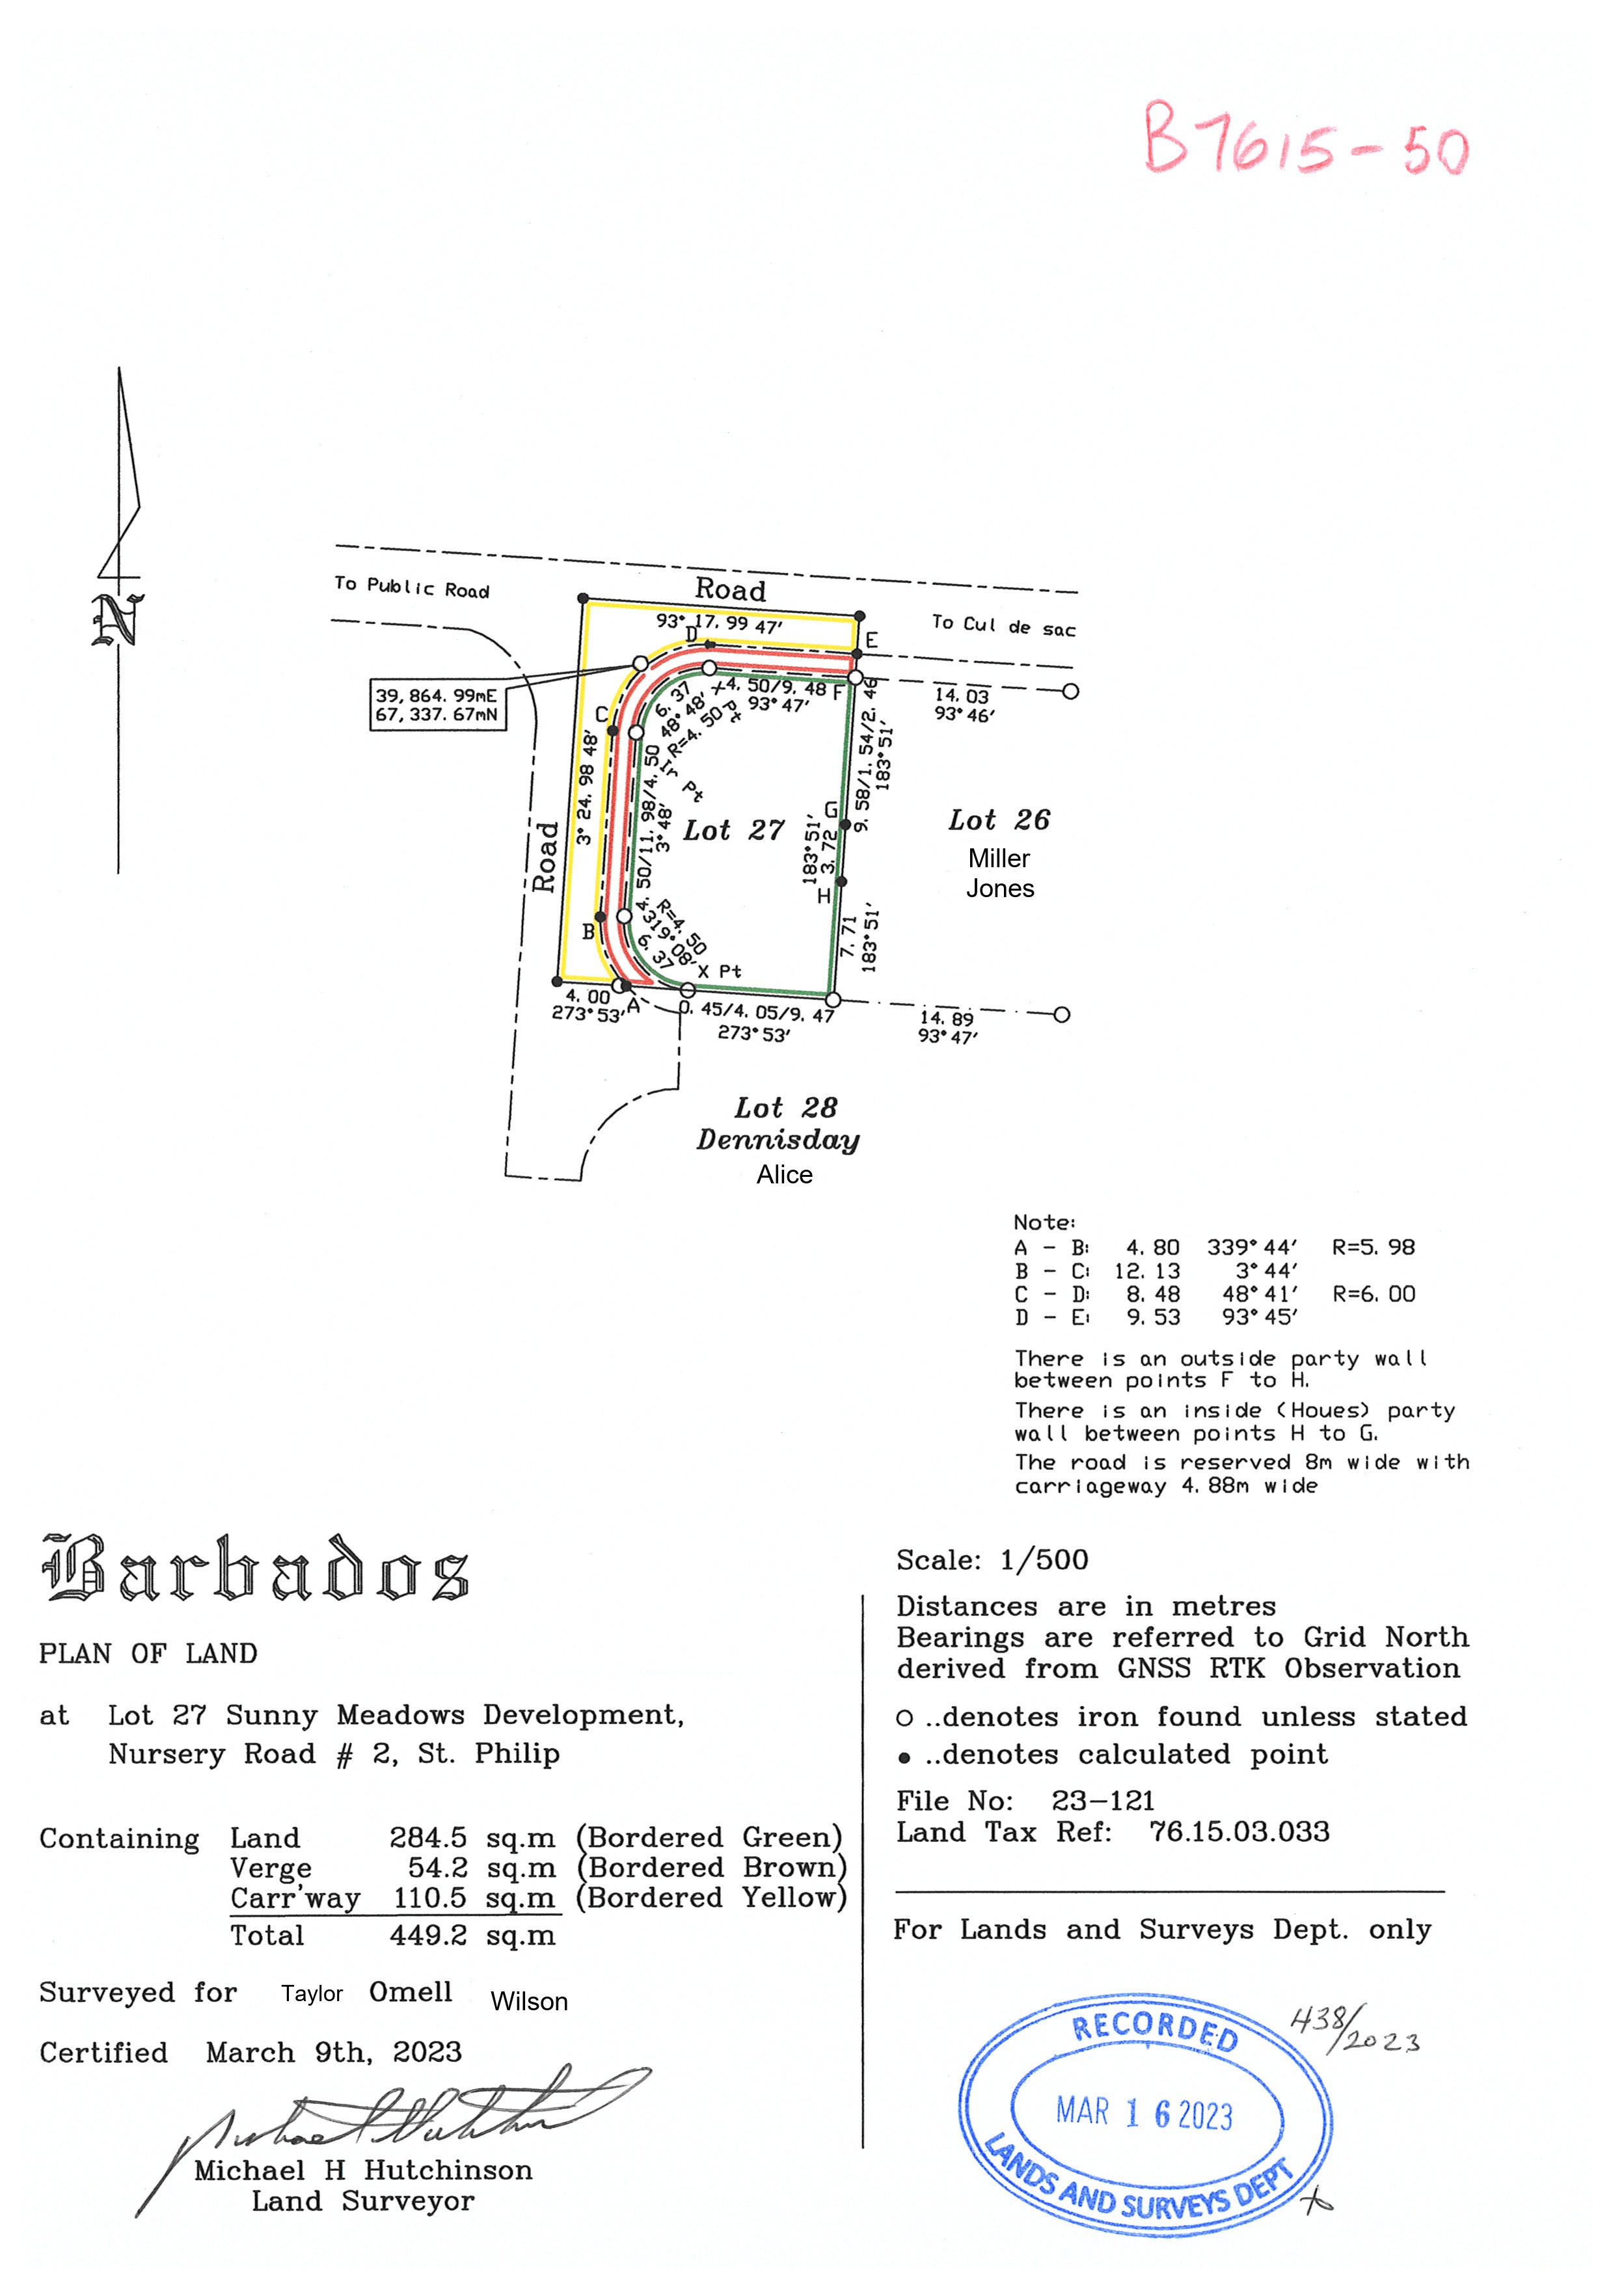 B7615-50
To Public Road
Road
93° 17. 99 47'
To Cul de sac
D
E
39, 864. 99mE
67, 337. 67mN
C
6. 37
48° 48'
R=4. 50
X Pt
4. 50/9. 48
93° 47'
F
14. 03
93° 46'
9. 58/1. 54/2. 46
183° 51'
3° 24. 98 48'
4. 50/11. 98/4. 50
3° 48'
Ir Pt
Road
Lot 27
G
183° 51'
3. 72
H
Lot 26
Miller
Jones
B
R=4. 50
319° 08'
6. 37
X Pt
7. 71
183° 51'
4. 00
273° 53'
A
0. 45/4. 05/9. 47
273° 53'
14. 89
93° 47'
Lot 28
Dennisday
Alice
Note:
A - B: 4. 80 339° 44' R=5. 98
B - C: 12. 13 3° 44'
C - D: 8. 48 48° 41' R=6. 00
D - E: 9. 53 93° 45'
There is an outside party wall
between points F to H.
There is an inside (Houes) party
wall between points H to G.
The road is reserved 8m wide with
carriageway 4. 88m wide
N
Barbados
PLAN OF LAND
at Lot 27 Sunny Meadows Development,
Nursery Road # 2, St. Philip
Containing Land 284.5 sq.m (Bordered Green)
Verge 54.2 sq.m (Bordered Brown)
Carr'way 110.5 sq.m (Bordered Yellow)
Total 449.2 sq.m
Surveyed for Taylor Omell Wilson
Certified March 9th, 2023
Michael H Hutchinson
Land Surveyor
Scale: 1/500
Distances are in metres
Bearings are referred to Grid North
derived from GNSS RTK Observation
O ..denotes iron found unless stated
● ..denotes calculated point
File No: 23-121
Land Tax Ref: 76.15.03.033
For Lands and Surveys Dept. only
RECORDED
MAR 16 2023
LANDS AND SURVEYS DEPT
438/2023